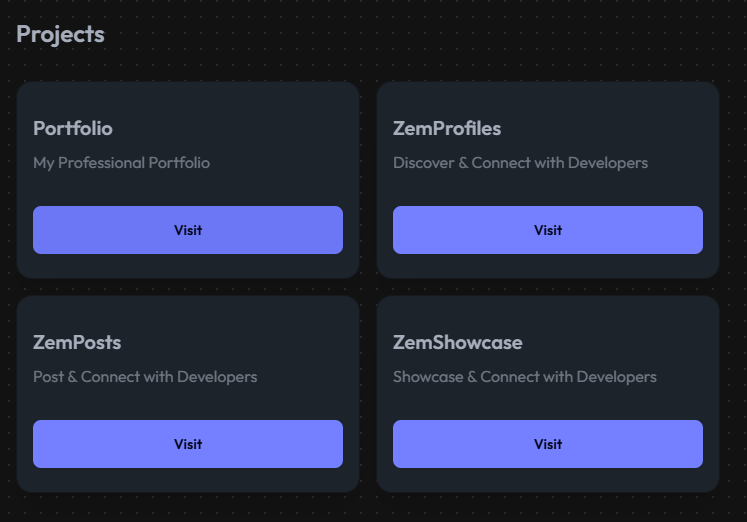 Projects
Portfolio
My Professional Portfolio
Visit
ZemProfiles
Discover & Connect with Developers
Visit
ZemPosts
Post & Connect with Developers
Visit
ZemShowcase
Showcase & Connect with Developers
Visit